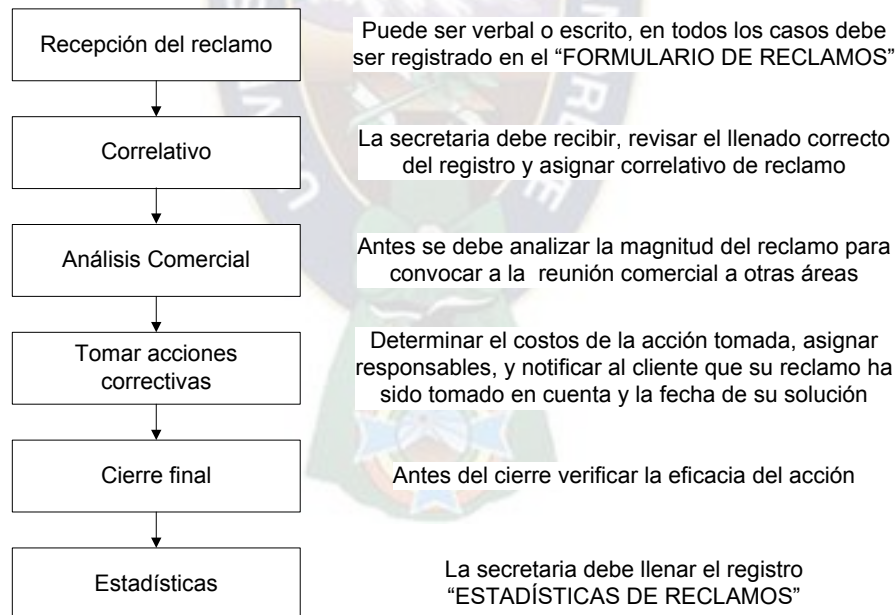 Recepción del reclamo
Puede ser verbal o escrito, en todos los casos debe
ser registrado en el “FORMULARIO DE RECLAMOS”
Correlativo
La secretaria debe recibir, revisar el llenado correcto
del registro y asignar correlativo de reclamo
Análisis Comercial
Antes se debe analizar la magnitud del reclamo para
convocar a la reunión comercial a otras áreas
Tomar acciones
correctivas
Determinar el costos de la acción tomada, asignar
responsables, y notificar al cliente que su reclamo ha
sido tomado en cuenta y la fecha de su solución
Cierre final
Antes del cierre verificar la eficacia del acción
Estadísticas
La secretaria debe llenar el registro
“ESTADÍSTICAS DE RECLAMOS”